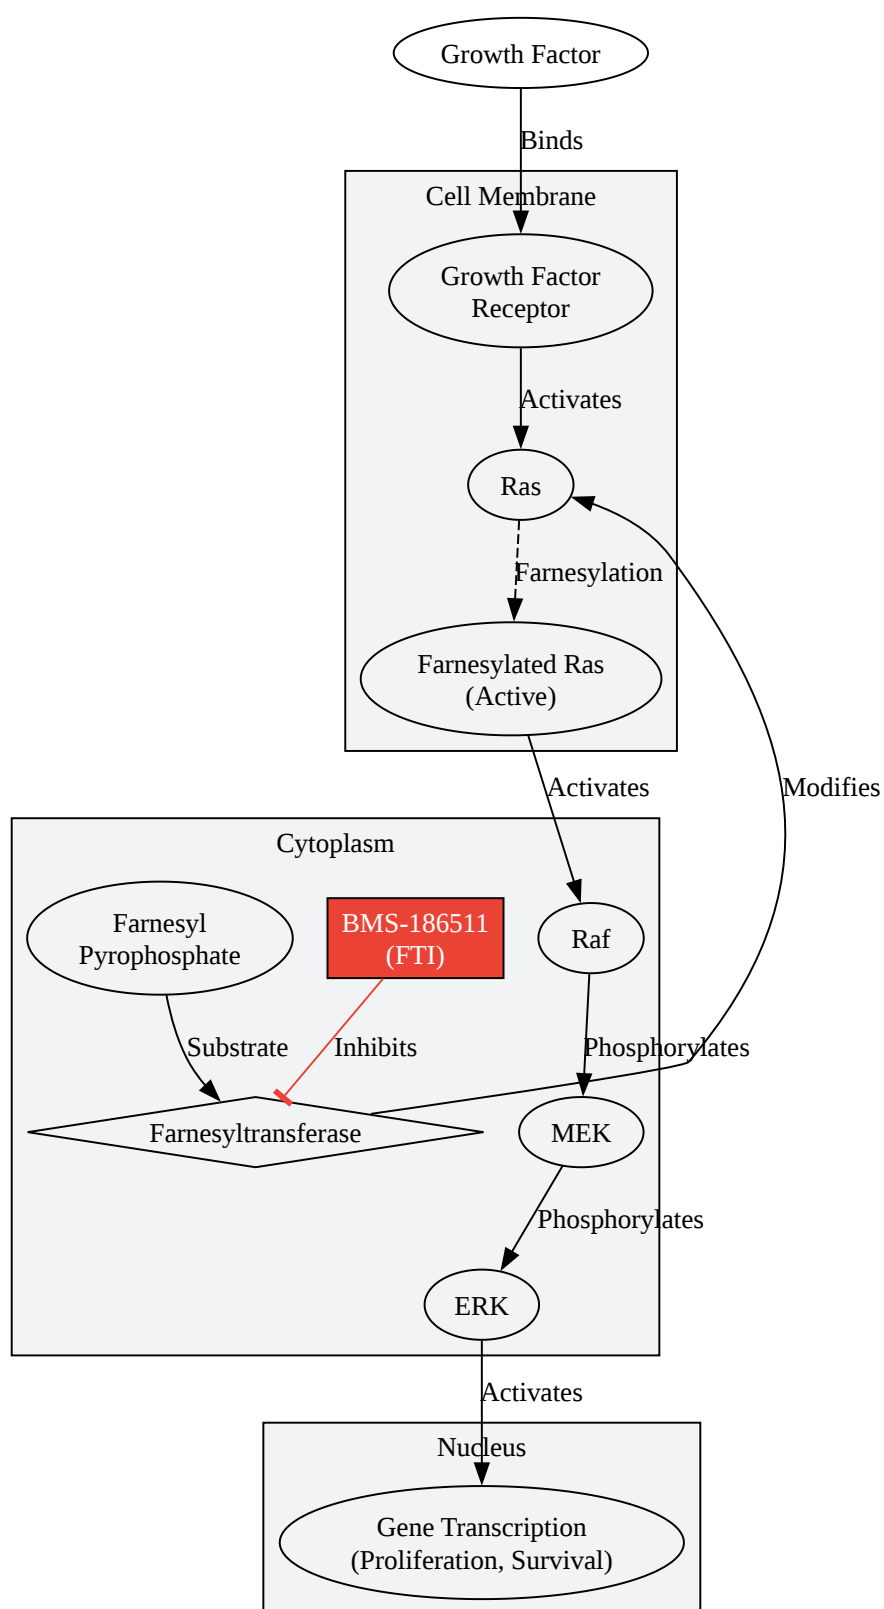 Growth Factor
Binds
Cell Membrane
Growth Factor
Receptor
Activates
Ras
Farnesylation
Farnesylated Ras
(Active)
Activates
Modifies
Cytoplasm
Farnesyl
Pyrophosphate
BMS-186511
(FTI)
Raf
Substrate
Inhibits
Phosphorylates
Farnesyltransferase
MEK
Phosphorylates
ERK
Activates
Nucleus
Gene Transcription
(Proliferation, Survival)